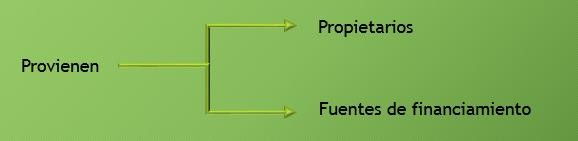 Propietarios
Provienen
Fuentes de financiamiento